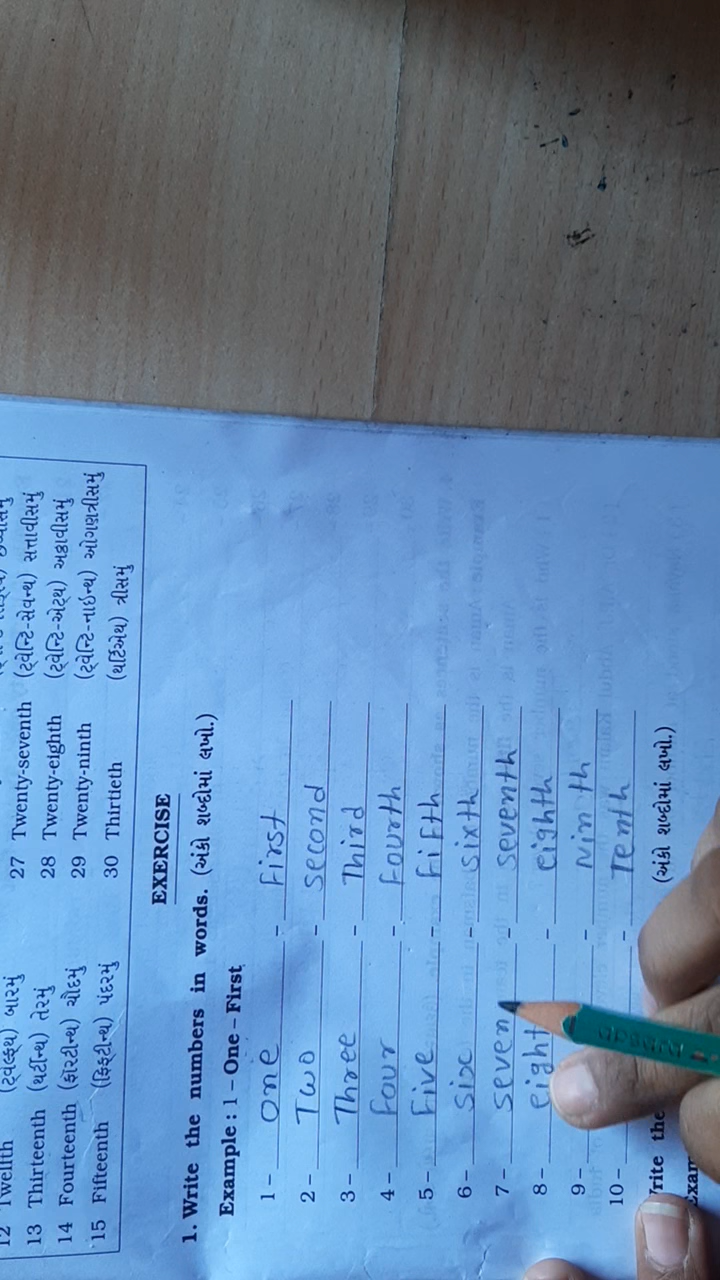 12 Twelfth (ટ્વેલ્ફ્થ) બારમું
13 Thirteenth (થર્ટીન્થ) તેરમું 27 Twenty-seventh (ટ્વેન્ટિ-સેવન્થ) સત્તાવીસમું
14 Fourteenth (ફોરટીન્થ) ચૌદમું 28 Twenty-eighth (ટ્વેન્ટિ-એટ્થ) અઠ્ઠાવીસમું
15 Fifteenth (ફિફ્ટીન્થ) પંદરમું 29 Twenty-ninth (ટ્વેન્ટિ-નાઇન્થ) ઓગણત્રીસમું
30 Thirtieth (થર્ટિએથ) ત્રીસમું
EXERCISE
1. Write the numbers in words. (અંકો શબ્દોમાં લખો.)
Example : 1 – One – First
1 - One - First
2 - Two - Second
3 - Three - Third
4 - Four - Fourth
5 - Five - Fifth
6 - Six - Sixth
7 - Seven - Seventh
8 - eight - eighth
9 - - Ninth
10 - - Tenth
Write the (અંકો શબ્દોમાં લખો.)